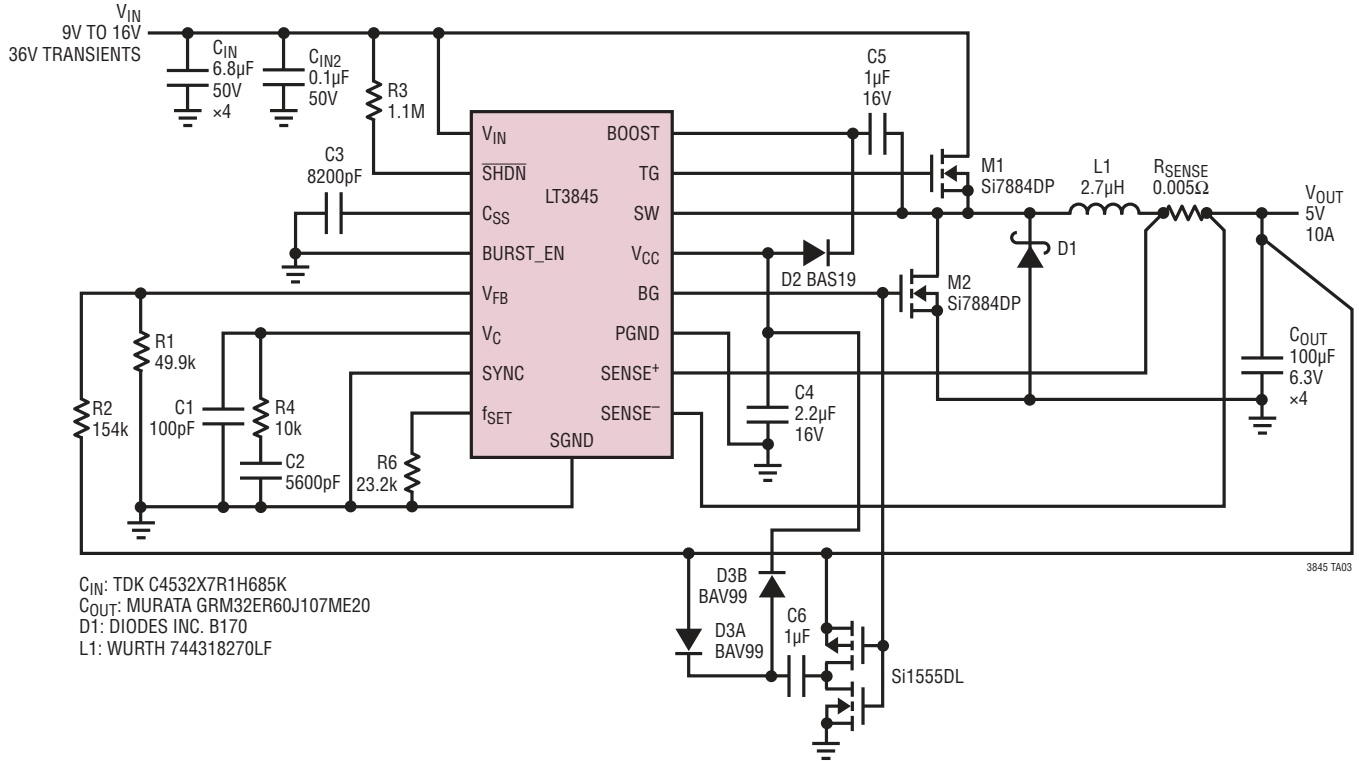 VIN
9V TO 16V
36V TRANSIENTS
CIN
6.8µF
50V
×4
CIN2
0.1µF
50V
R3
1.1M
C3
8200pF
LT3845
VIN
SHDN
CSS
BURST_EN
VFB
VC
SYNC
fSET
SGND
BOOST
TG
SW
VCC
BG
PGND
SENSE+
SENSE–
C5
1µF
16V
M1
Si7884DP
L1
2.7µH
RSENSE
0.005Ω
VOUT
5V
10A
D1
D2 BAS19
M2
Si7884DP
COUT
100µF
6.3V
×4
C4
2.2µF
16V
R1
49.9k
R2
154k
C1
100pF
R4
10k
C2
5600pF
R6
23.2k
D3B
BAV99
D3A
BAV99
C6
1µF
Si1555DL
3845 TA03
CIN: TDK C4532X7R1H685K
COUT: MURATA GRM32ER60J107ME20
D1: DIODES INC. B170
L1: WURTH 744318270LF